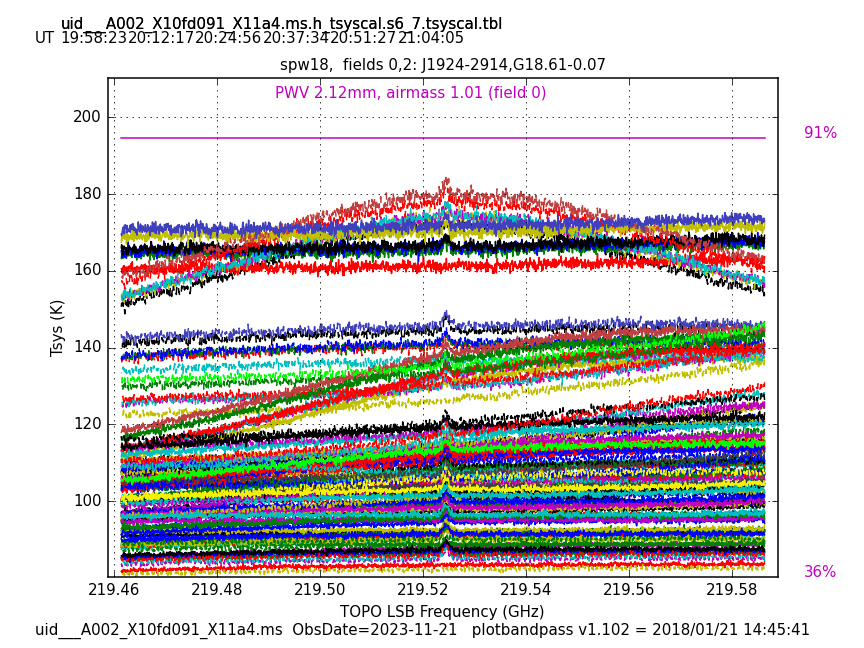 uid___A002_X10fd091_X11a4.ms.h_tsyscal.s6_7.tsyscal.tbl
UT 19:58:23 20:12:17 20:24:56 20:37:34 20:51:27 21:04:05
spw18, fields 0,2: J1924-2914,G18.61-0.07
PWV 2.12mm, airmass 1.01 (field 0)
200
91%
180
160
Tsys (K)
140
120
100
36%
219.46 219.48 219.50 219.52 219.54 219.56 219.58
TOPO LSB Frequency (GHz)
uid___A002_X10fd091_X11a4.ms ObsDate=2023-11-21 plotbandpass v1.102 = 2018/01/21 14:45:41